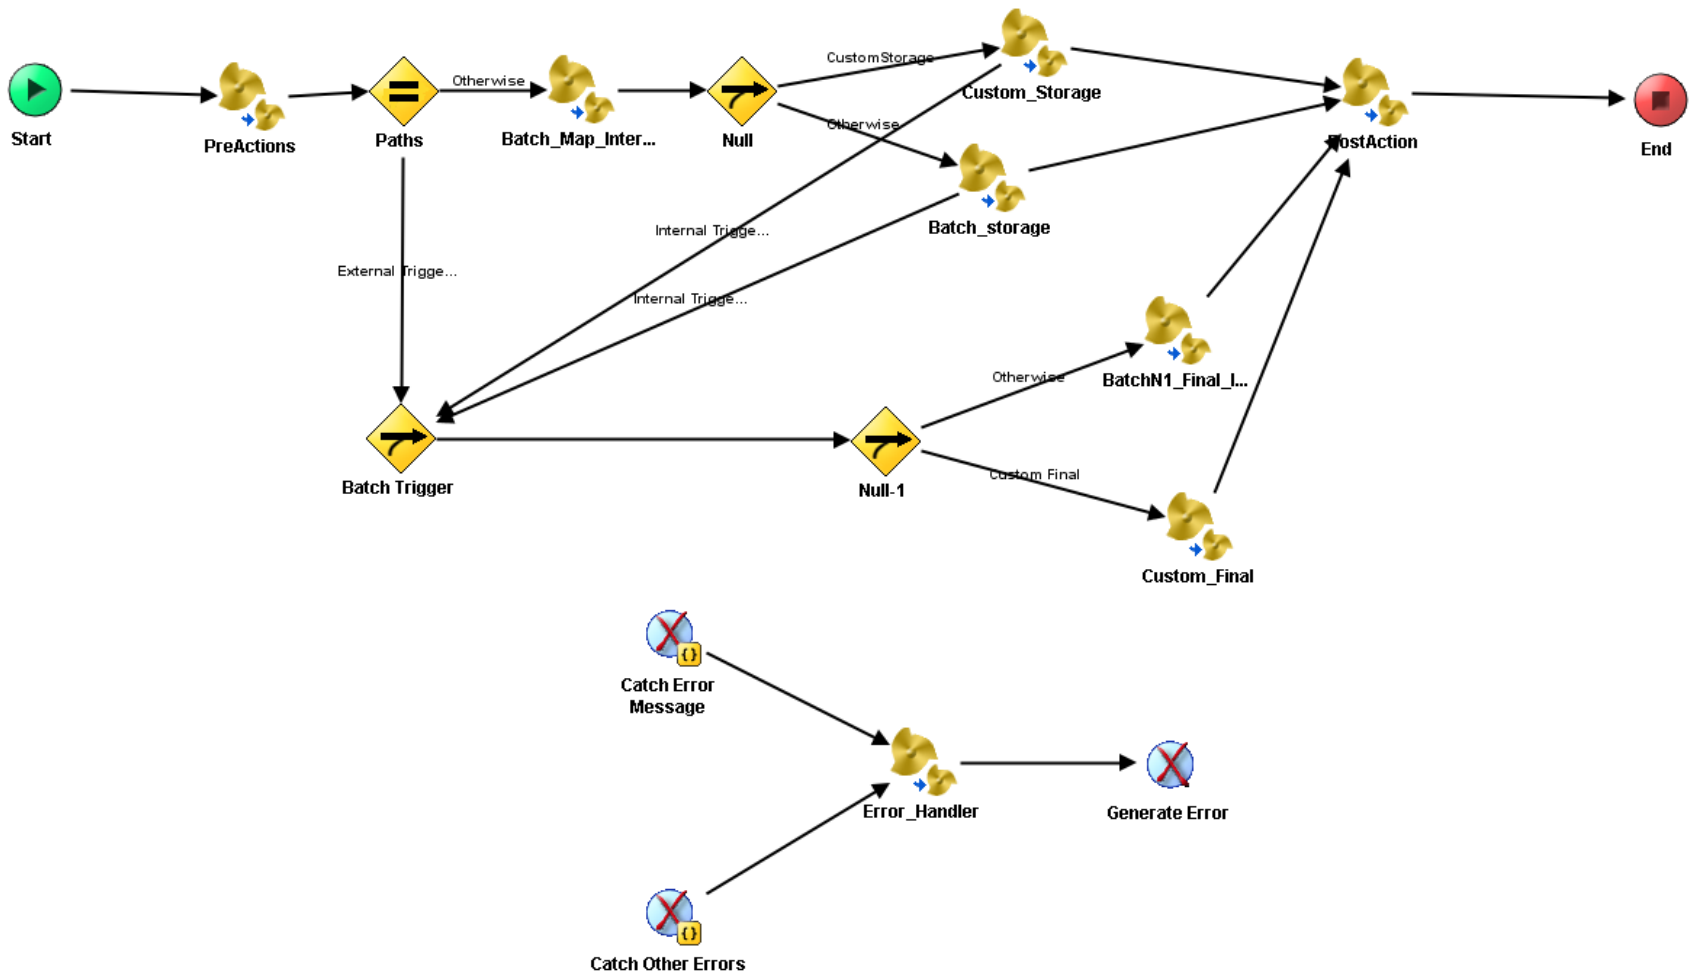 CustomStorage
Otherwise
Custom_Storage
Start
PreActions
Paths
Batch_Map_Inter...
Null
Otherwise
PostAction
End
Batch_storage
Internal Trigge...
External Trigge...
Internal Trigge...
Otherwise
BatchN1_Final_I...
Batch Trigger
Null-1
Custom Final
Custom_Final
Catch Error
Message
Error_Handler
Generate Error
Catch Other Errors